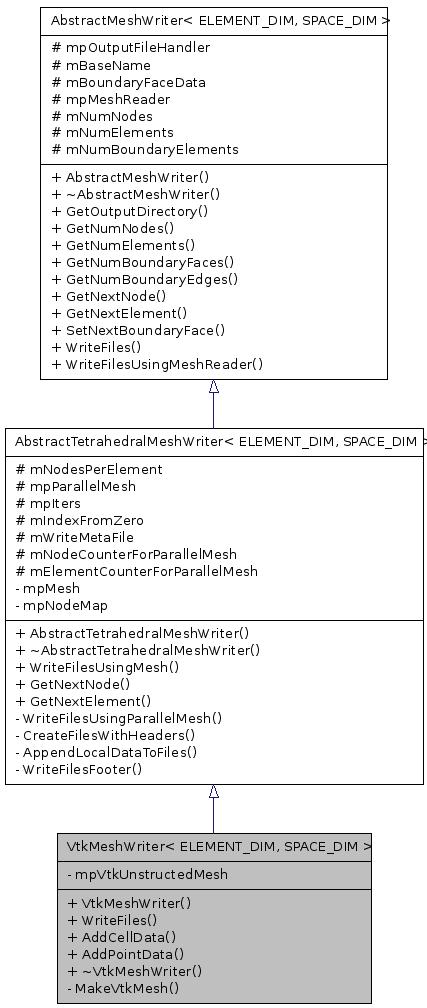 AbstractMeshWriter< ELEMENT_DIM, SPACE_DIM >
# mpOutputFileHandler
# mBaseName
# mBoundaryFaceData
# mpMeshReader
# mNumNodes
# mNumElements
# mNumBoundaryElements
+ AbstractMeshWriter()
+ ~AbstractMeshWriter()
+ GetOutputDirectory()
+ GetNumNodes()
+ GetNumElements()
+ GetNumBoundaryFaces()
+ GetNumBoundaryEdges()
+ GetNextNode()
+ GetNextElement()
+ SetNextBoundaryFace()
+ WriteFiles()
+ WriteFilesUsingMeshReader()
AbstractTetrahedralMeshWriter< ELEMENT_DIM, SPACE_DIM >
# mNodesPerElement
# mpParallelMesh
# mpIters
# mIndexFromZero
# mWriteMetaFile
# mNodeCounterForParallelMesh
# mElementCounterForParallelMesh
- mpMesh
- mpNodeMap
+ AbstractTetrahedralMeshWriter()
+ ~AbstractTetrahedralMeshWriter()
+ WriteFilesUsingMesh()
+ GetNextNode()
+ GetNextElement()
- WriteFilesUsingParallelMesh()
- CreateFilesWithHeaders()
- AppendLocalDataToFiles()
- WriteFilesFooter()
VtkMeshWriter< ELEMENT_DIM, SPACE_DIM >
- mpVtkUnstructedMesh
+ VtkMeshWriter()
+ WriteFiles()
+ AddCellData()
+ AddPointData()
+ ~VtkMeshWriter()
- MakeVtkMesh()